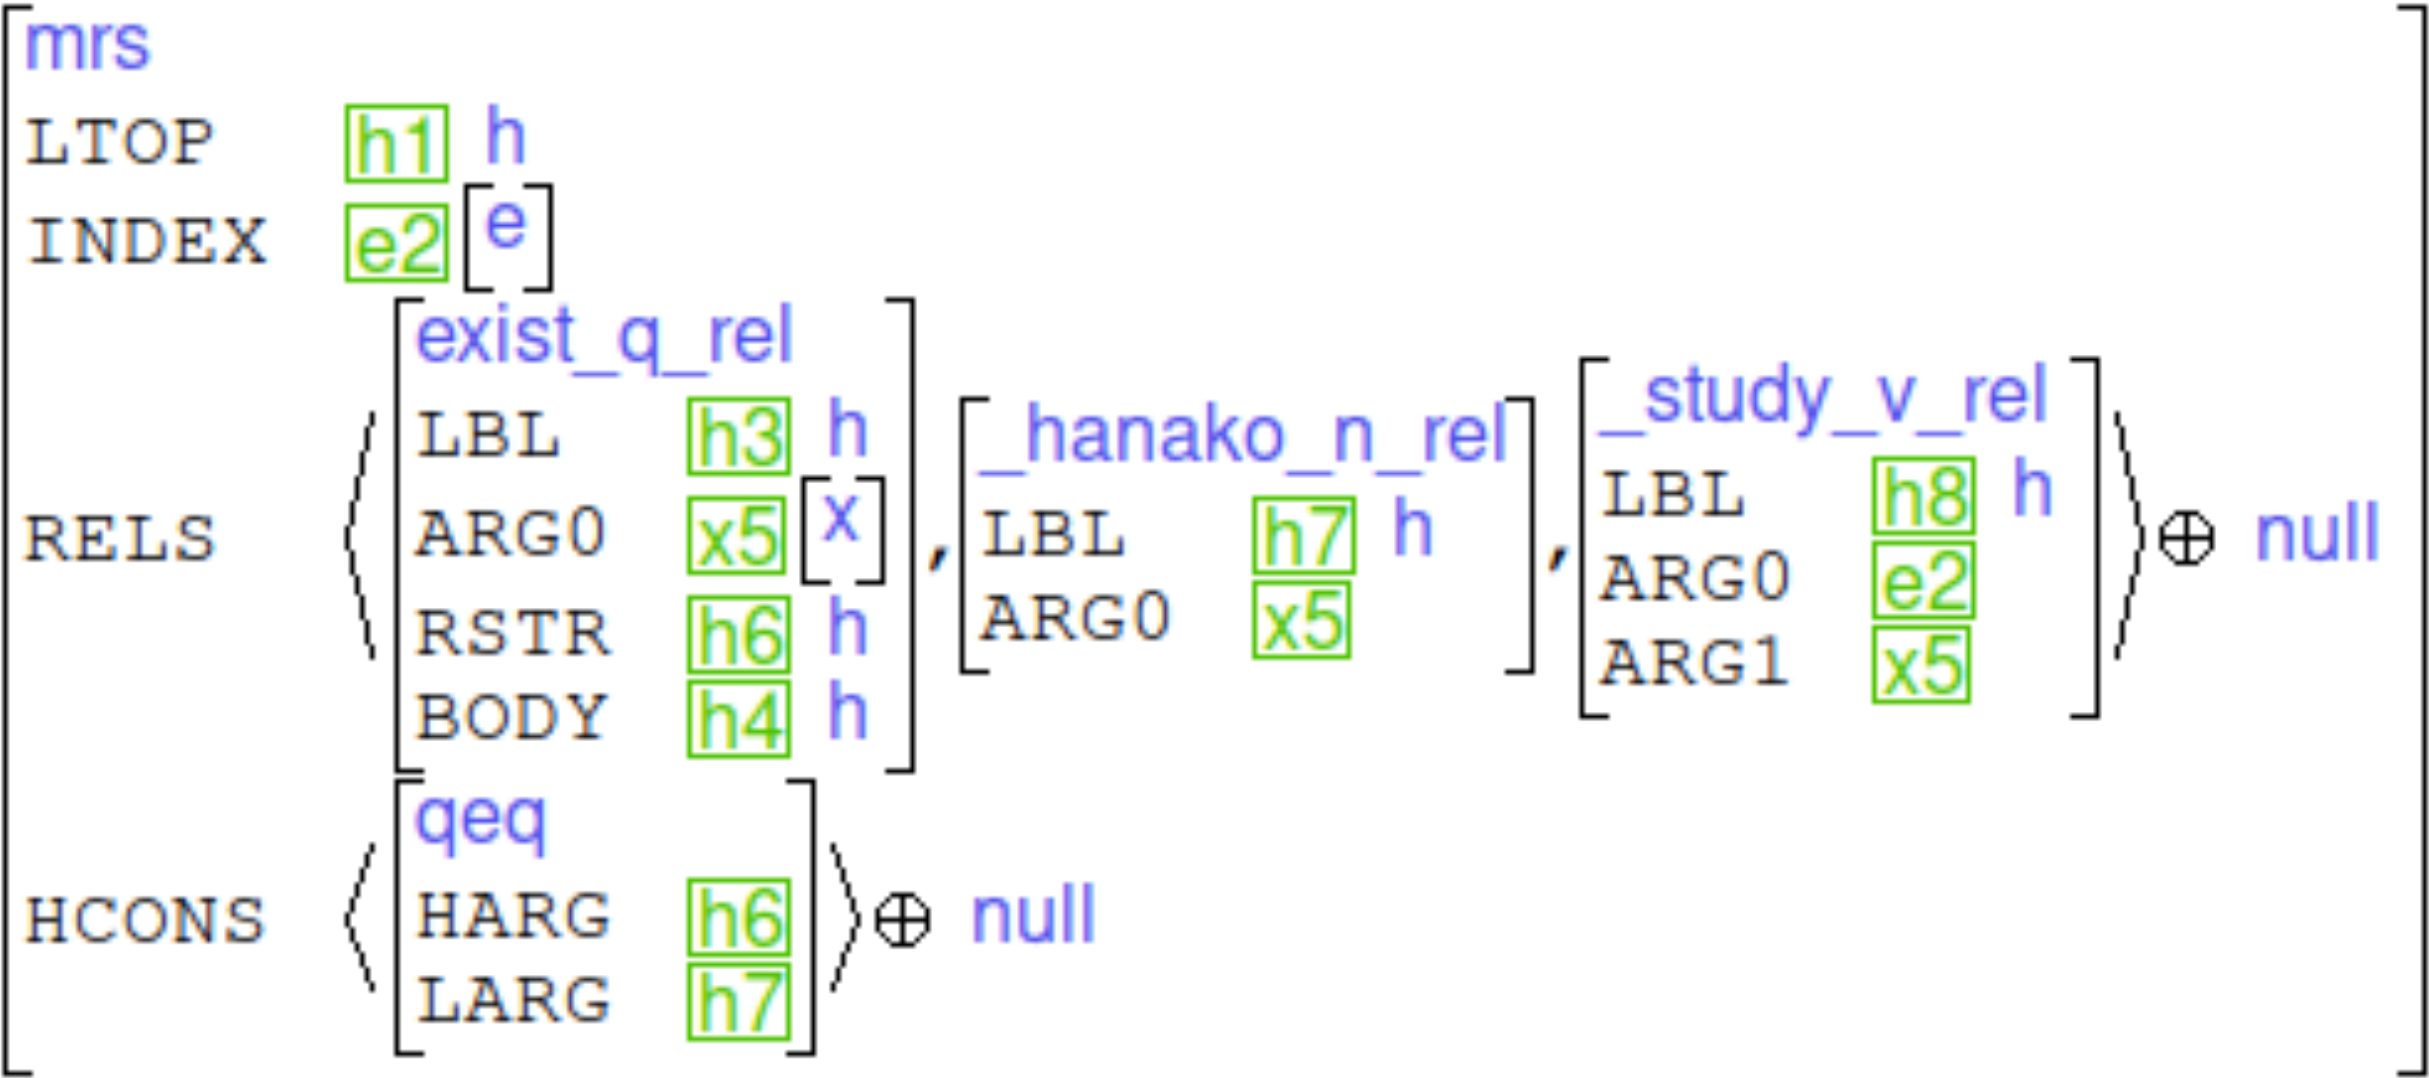 mrs
LTOP h1 h
INDEX e2 [e]
RELS ⟨[exist_q_rel
LBL h3 h
ARG0 x5 [x]
RSTR h6 h
BODY h4 h],
[_hanako_n_rel
LBL h7 h
ARG0 x5],
[_study_v_rel
LBL h8 h
ARG0 e2
ARG1 x5]⟩ ⊕ null
HCONS ⟨[qeq
HARG h6
LARG h7]⟩ ⊕ null